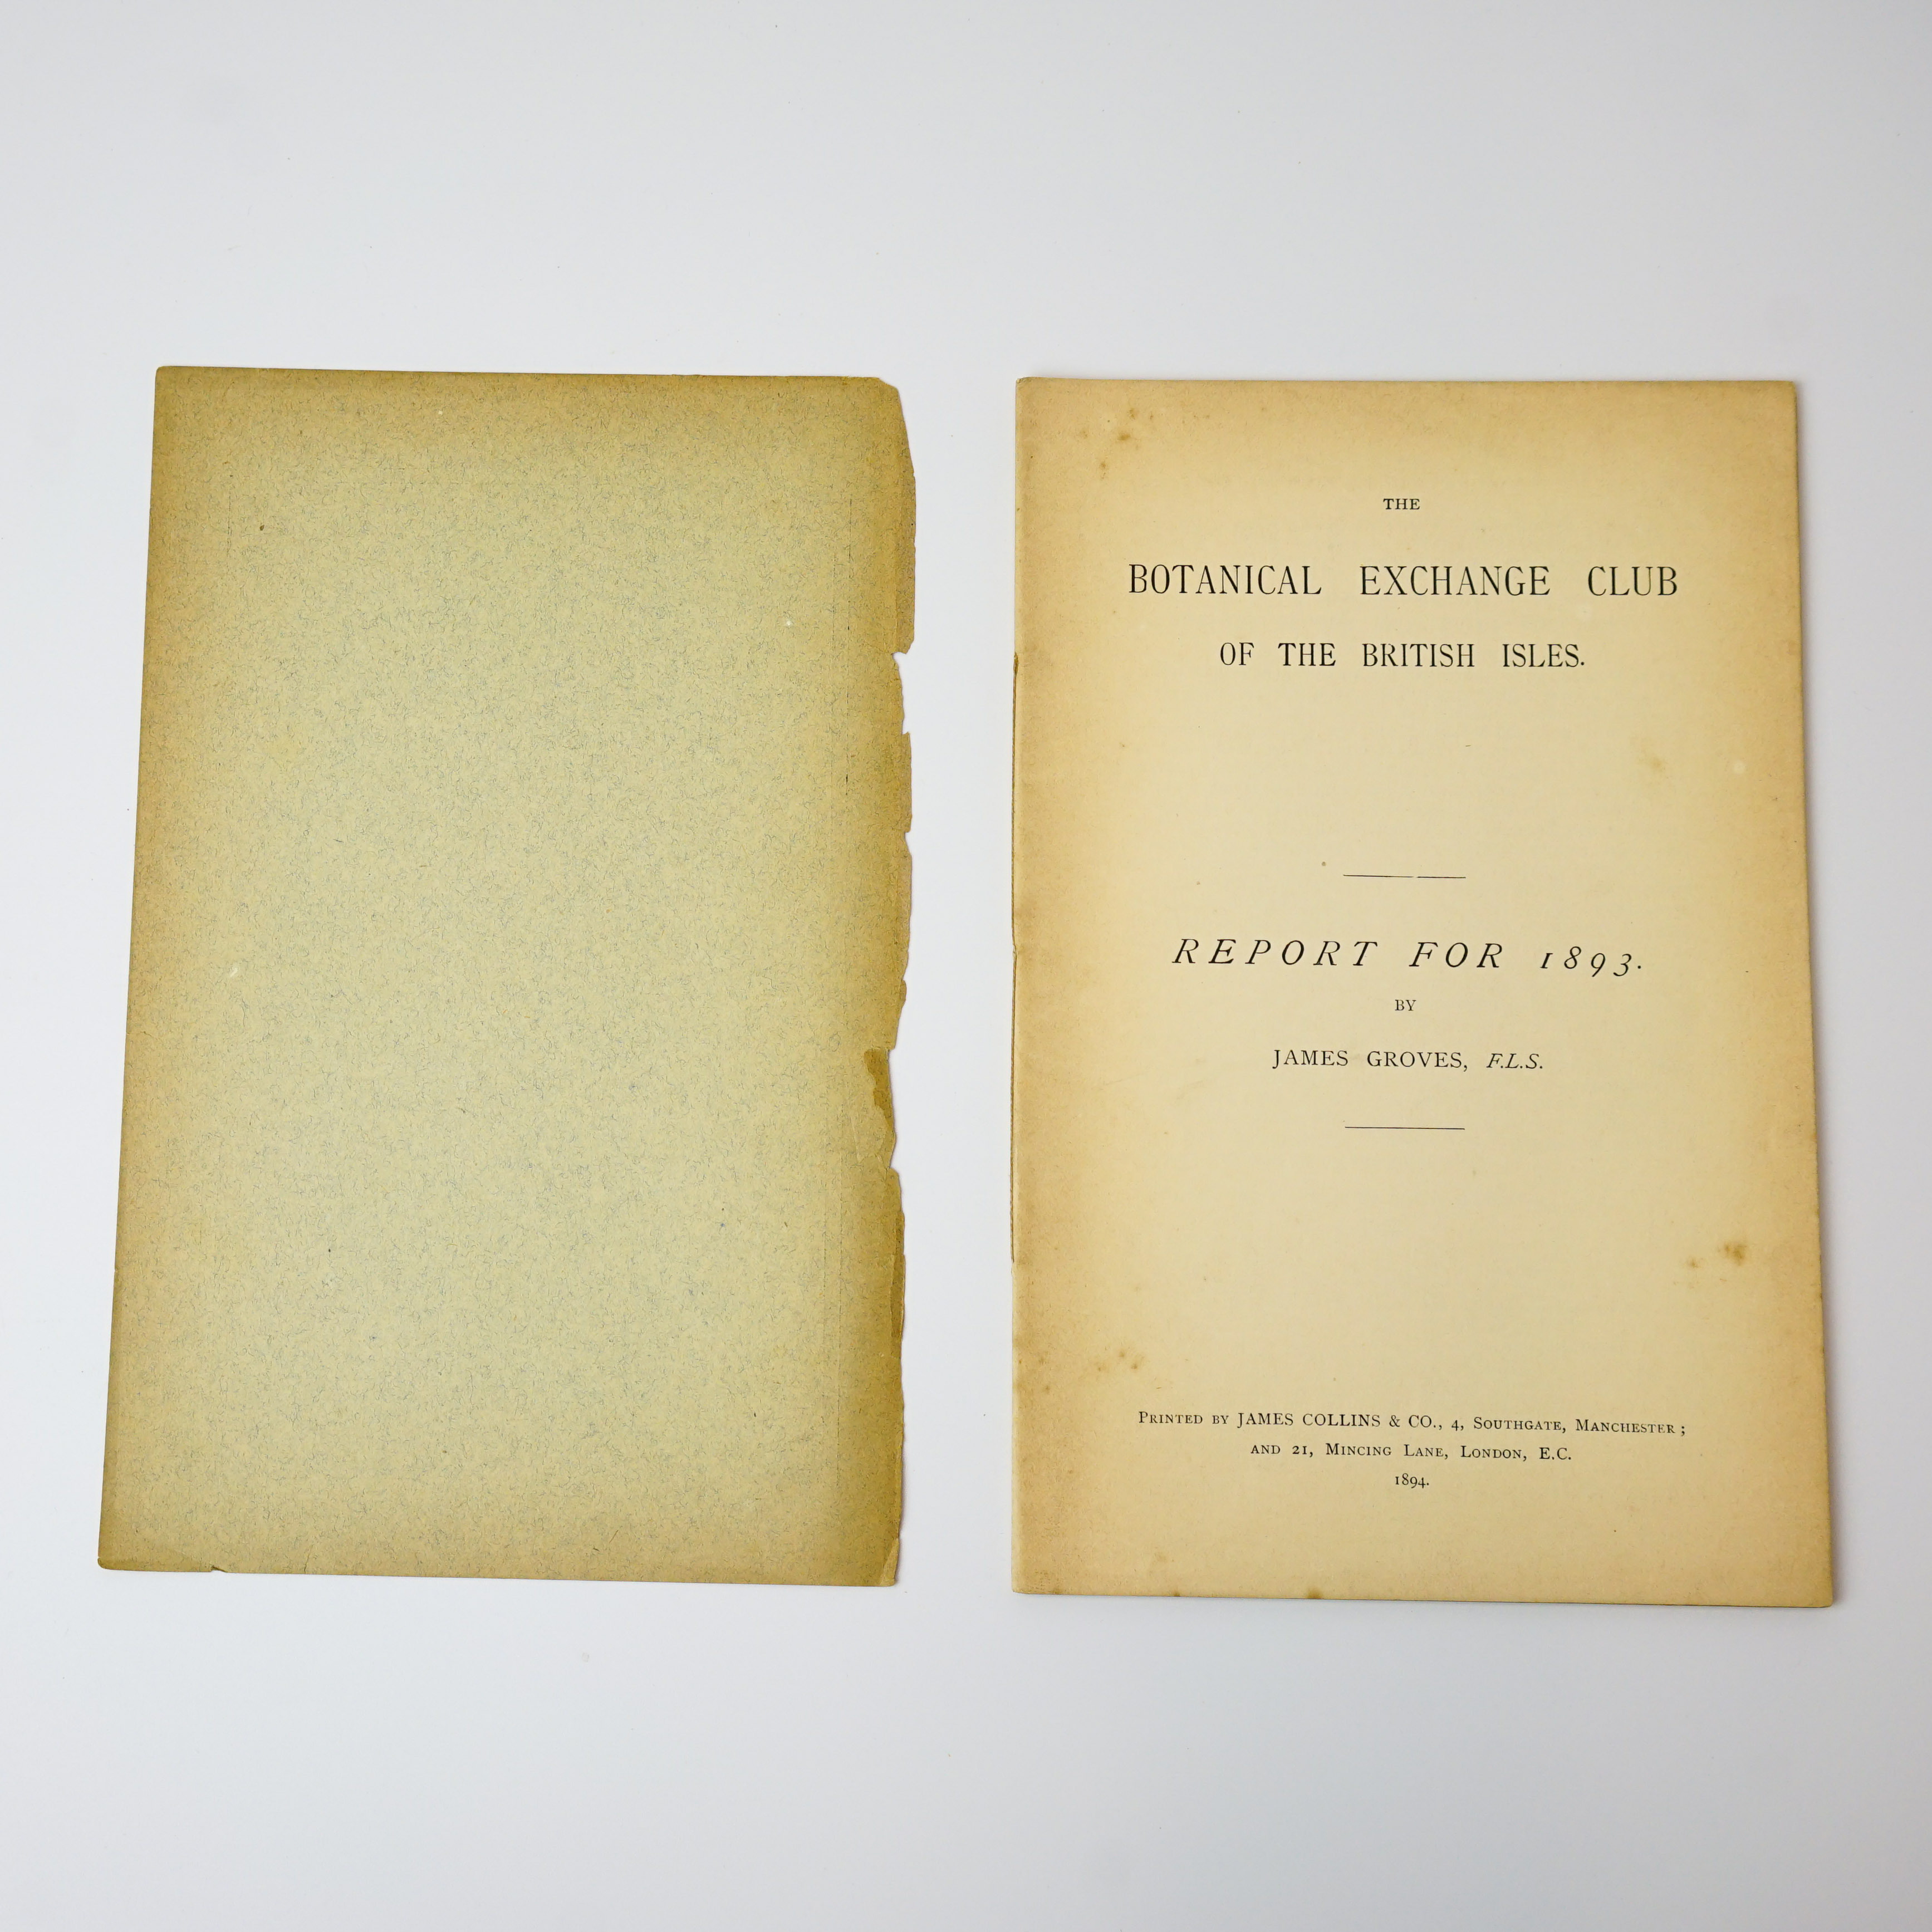 THE
BOTANICAL EXCHANGE CLUB
OF THE BRITISH ISLES.
REPORT FOR 1893.
BY
JAMES GROVES, F.L.S.
PRINTED BY JAMES COLLINS & CO., 4, SOUTHGATE, MANCHESTER;
AND 21, MINCING LANE, LONDON, E.C.
1894.